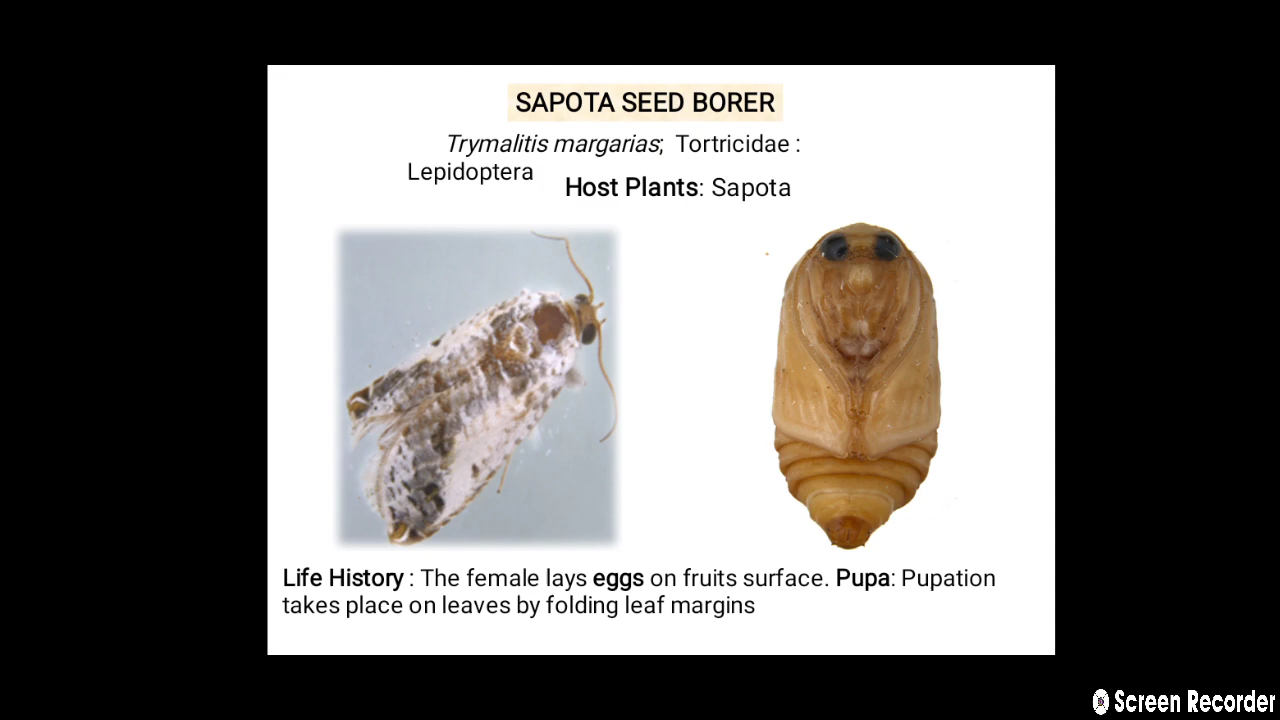 SAPOTA SEED BORER
Trymalitis margarias; Tortricidae :
Lepidoptera
Host Plants: Sapota
Life History : The female lays eggs on fruits surface. Pupa: Pupation
takes place on leaves by folding leaf margins
Screen Recorder